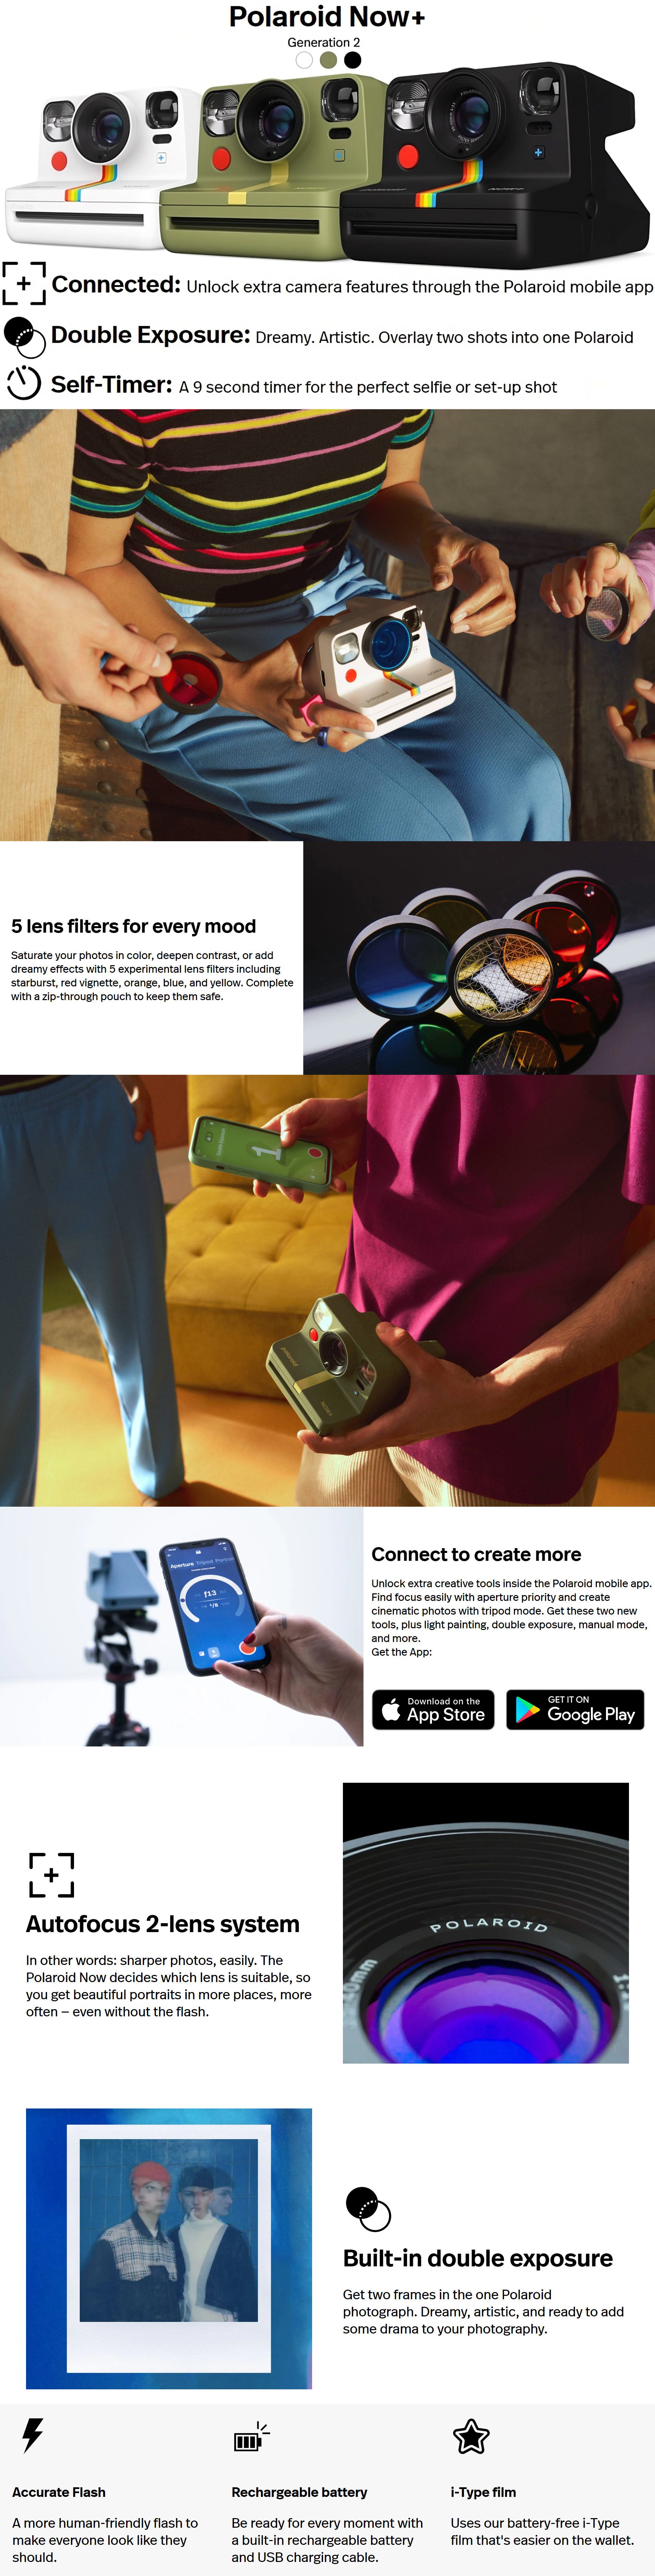 Polaroid Now+
Generation 2
Connected: Unlock extra camera features through the Polaroid mobile app
Double Exposure: Dreamy. Artistic. Overlay two shots into one Polaroid
Self-Timer: A 9 second timer for the perfect selfie or set-up shot
5 lens filters for every mood
Saturate your photos in color, deepen contrast, or add
dreamy effects with 5 experimental lens filters including
starburst, red vignette, orange, blue, and yellow. Complete
with a zip-through pouch to keep them safe.
1
Aperture Tripod Portrai
f13
Connect to create more
Unlock extra creative tools inside the Polaroid mobile app.
Find focus easily with aperture priority and create
cinematic photos with tripod mode. Get these two new
tools, plus light painting, double exposure, manual mode,
and more.
Get the App:
Download on the
App Store
GET IT ON
Google Play
POLAROID
Autofocus 2-lens system
In other words: sharper photos, easily. The
Polaroid Now decides which lens is suitable, so
you get beautiful portraits in more places, more
often – even without the flash.
Built-in double exposure
Get two frames in the one Polaroid
photograph. Dreamy, artistic, and ready to add
some drama to your photography.
Accurate Flash
A more human-friendly flash to
make everyone look like they
should.
Rechargeable battery
Be ready for every moment with
a built-in rechargeable battery
and USB charging cable.
i-Type film
Uses our battery-free i-Type
film that's easier on the wallet.